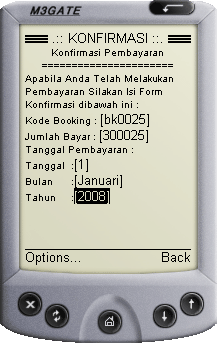 M3GATE
.:: KONFIRMASI ::.
Konfirmasi Pembayaran
======================
Apabila Anda Telah Melakukan
Pembayaran Silakan Isi Form
Konfirmasi dibawah ini :
Kode Booking : [bk0025]
Jumlah Bayar : [300025]
Tanggal Pembayaran :
Tanggal :[1]
Bulan :[Januari]
Tahun :[2008]
Options... Back